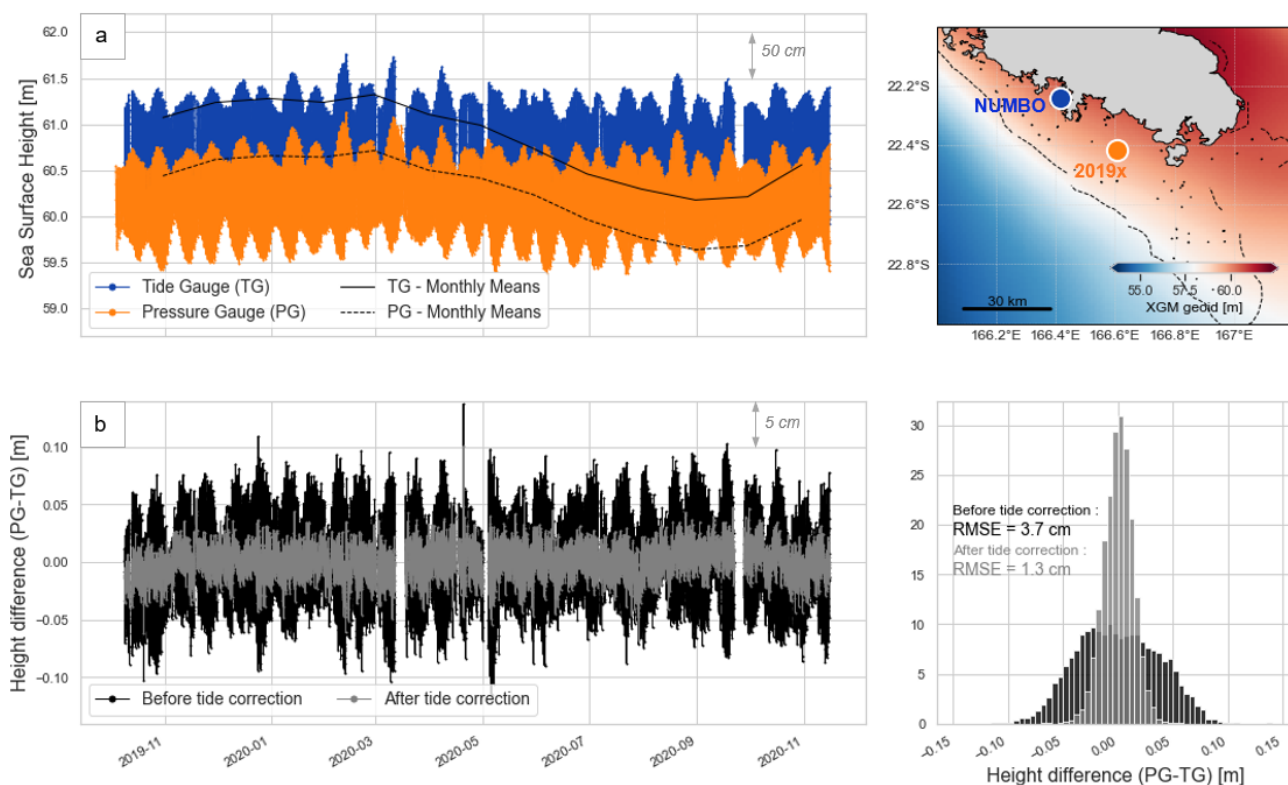 a
62.0
61.5
61.0
60.5
60.0
59.5
59.0
Sea Surface Height [m]
50 cm
Tide Gauge (TG)
TG - Monthly Means
Pressure Gauge (PG)
PG - Monthly Means
NUMBO
2019x
22.2°S
22.4°S
22.6°S
22.8°S
55.0 57.5 60.0
30 km
XGM geoid [m]
166.2°E 166.4°E 166.6°E 166.8°E 167°E
b
0.10
0.05
0.00
−0.05
−0.10
Height difference (PG-TG) [m]
5 cm
Before tide correction
After tide correction
2019-11 2020-01 2020-03 2020-05 2020-07 2020-09 2020-11
30
25
20
15
10
5
0
Before tide correction :
RMSE = 3.7 cm
After tide correction :
RMSE = 1.3 cm
-0.15 -0.10 -0.05 0.00 0.05 0.10 0.15
Height difference (PG-TG) [m]